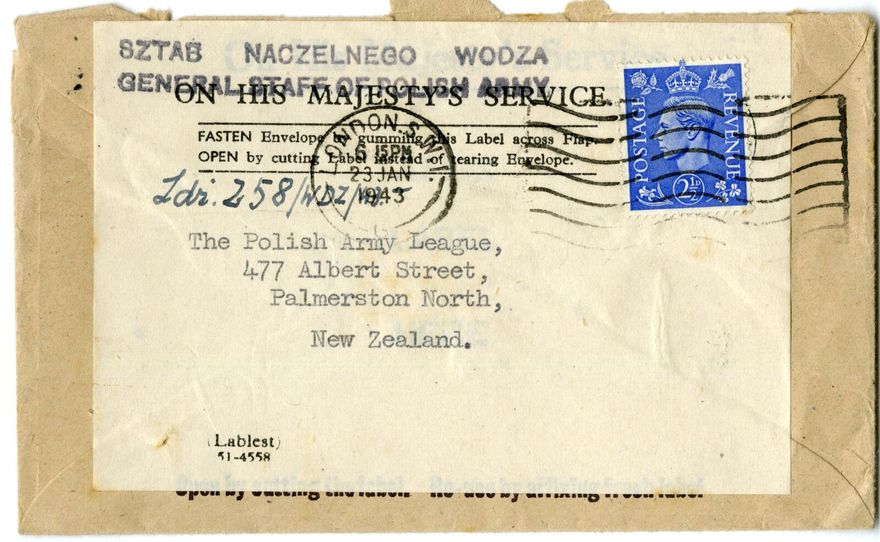 SZTAB NACZELNEGO WODZA
GENERAL STAFF OF POLISH ARMY
ON HIS MAJESTY'S SERVICE.
FASTEN Envelope by gumming this Label across Flap.
OPEN by cutting Label instead of tearing Envelope.
LONDON. S.W.1.
6 15PM
23 JAN
1943
POSTAGE
REVENUE
2½D
258/WDZ/
The Polish Army League,
477 Albert Street,
Palmerston North,
New Zealand.
(Lablest)
51-4558
Open by cutting the label. Re-use by affixing fresh label